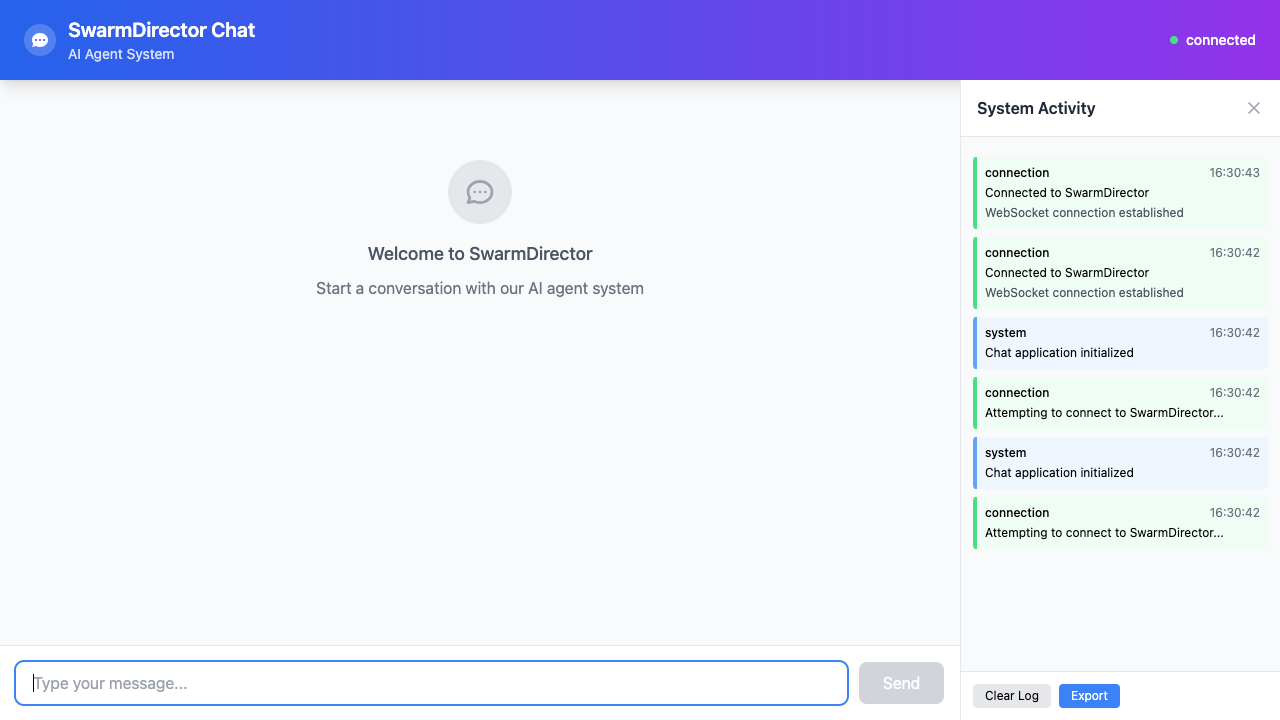 SwarmDirector Chat
AI Agent System
connected
Welcome to SwarmDirector
Start a conversation with our AI agent system
Type your message...
Send
System Activity
connection 16:30:43
Connected to SwarmDirector
WebSocket connection established
connection 16:30:42
Connected to SwarmDirector
WebSocket connection established
system 16:30:42
Chat application initialized
connection 16:30:42
Attempting to connect to SwarmDirector...
system 16:30:42
Chat application initialized
connection 16:30:42
Attempting to connect to SwarmDirector...
Clear Log Export